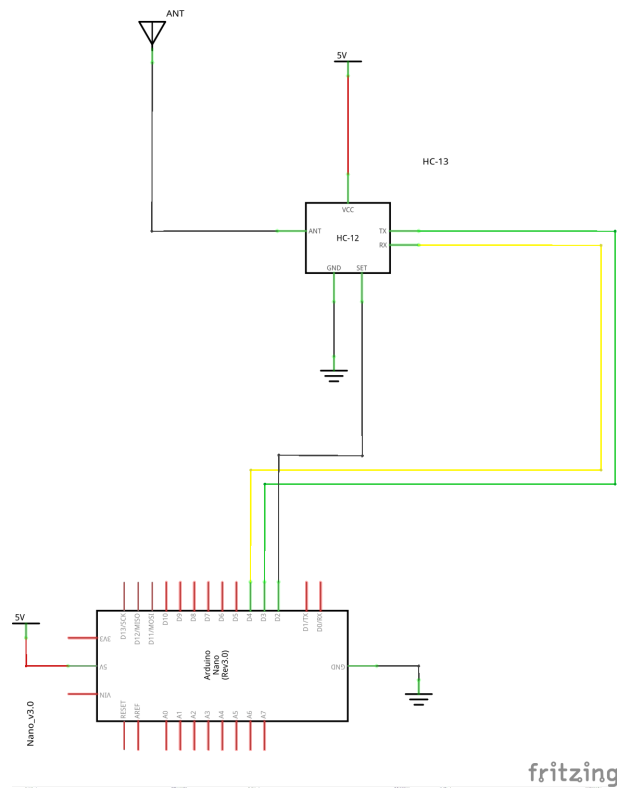 ANT
5V
HC-13
VCC
ANT
HC-12
TX
RX
GND
SET
D13/SCK
D12/MISO
D11/MOSI
D10
D9
D8
D7
D6
D5
D4
D3
D2
D1/TX
D0/RX
5V
3V3
5V
VIN
Arduino
Nano
(Rev3.0)
GND
RESET
AREF
A0
A1
A2
A3
A4
A5
A6
A7
Nano_v3.0
fritzing